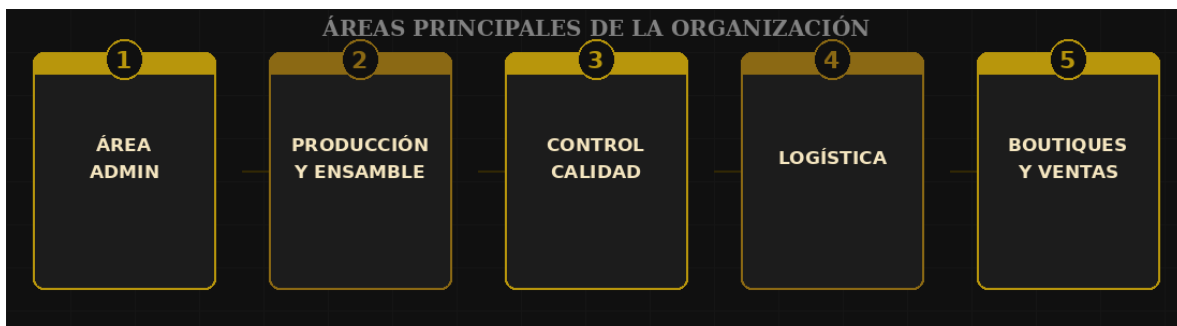 ÁREAS PRINCIPALES DE LA ORGANIZACIÓN
1
ÁREA
ADMIN
2
PRODUCCIÓN
Y ENSAMBLE
3
CONTROL
CALIDAD
4
LOGÍSTICA
5
BOUTIQUES
Y VENTAS